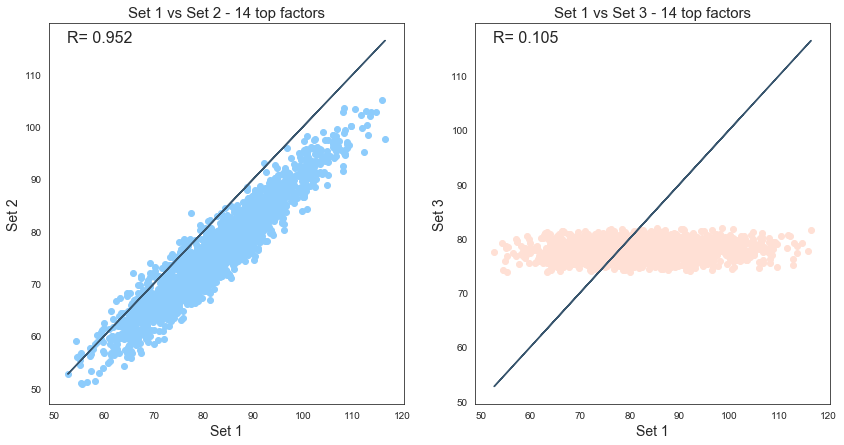 Set 1 vs Set 2 - 14 top factors
R= 0.952
110
100
90
80
70
60
50
Set 2
50 60 70 80 90 100 110 120
Set 1
Set 1 vs Set 3 - 14 top factors
R= 0.105
110
100
90
80
70
60
50
Set 3
50 60 70 80 90 100 110 120
Set 1